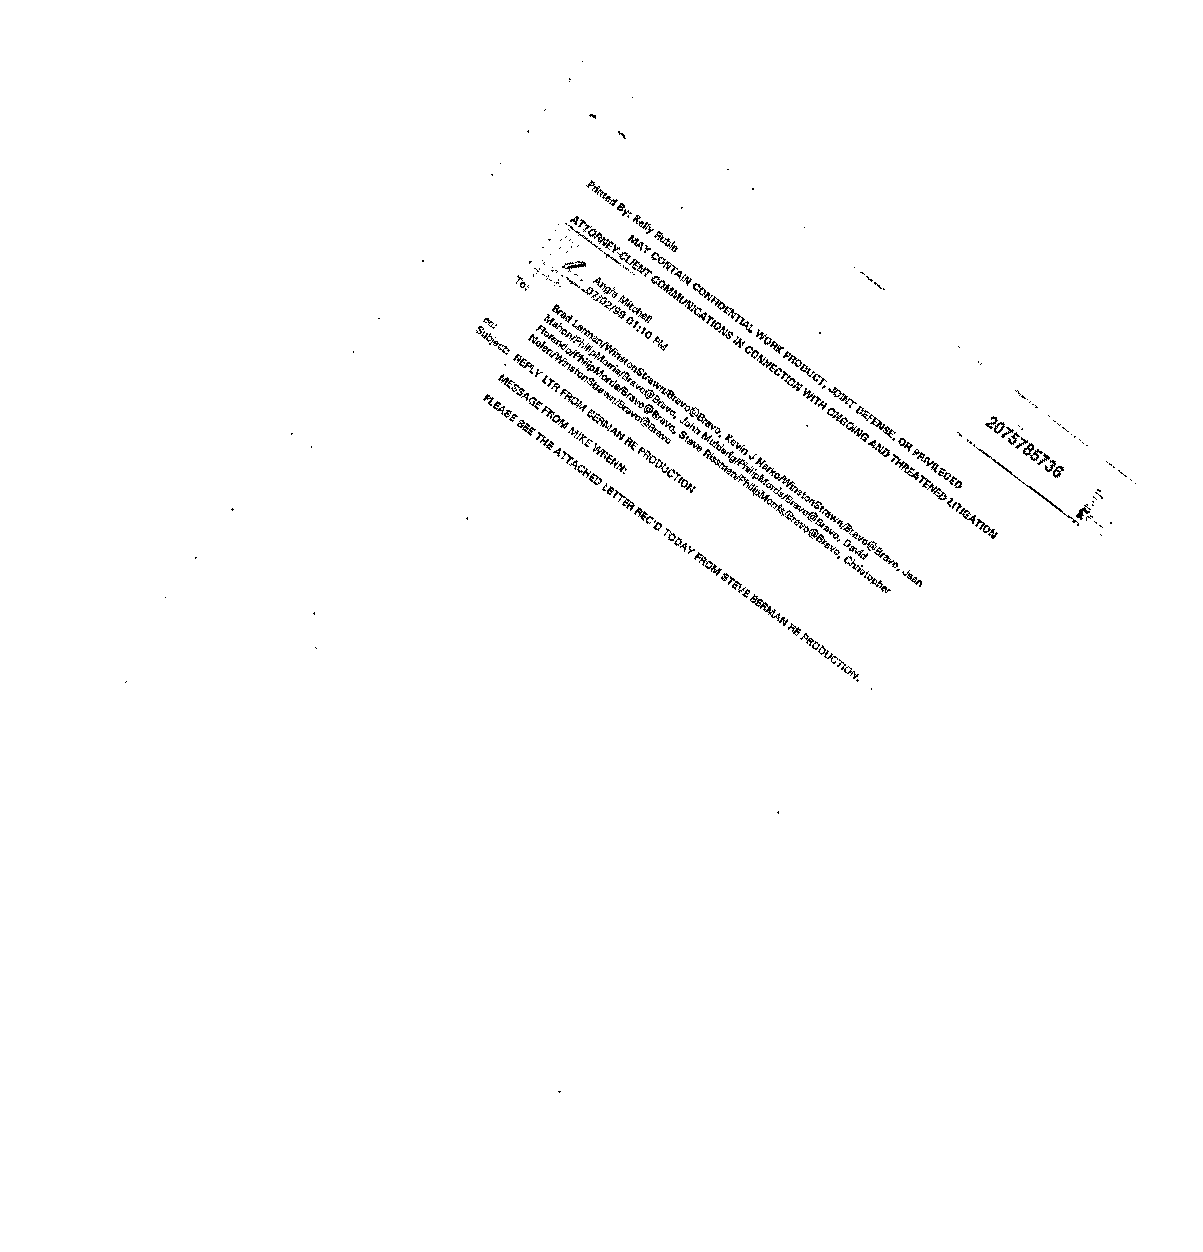 Printed By: Kelly Ruble
MAY CONTAIN CONFIDENTIAL WORK PRODUCT, JOINT DEFENSE, OR PRIVILEGED
ATTORNEY-CLIENT COMMUNICATIONS IN CONNECTION WITH ONGOING AND THREATENED LITIGATION
Angie Mitchell
07/02/98 01:10 PM
To: Brad Lerman/WinstonStrawn/Bravo@Bravo, Kevin J Narko/WinstonStrawn/Bravo@Bravo, Jean
Mahon/PhilipMorris/Bravo@Bravo, John Mulderig/PhilipMorris/Bravo@Bravo, David
/PhilipMorris/Bravo@Bravo, Steve Rissman/PhilipMorris/Bravo@Bravo, Christopher
Nolen/WinstonStrawn/Bravo@Bravo
cc:
Subject: REPLY LTR FROM BERMAN RE PRODUCTION
MESSAGE FROM MIKE WRENN:
PLEASE SEE THE ATTACHED LETTER REC'D TODAY FROM STEVE BERMAN RE PRODUCTION.
2075785736